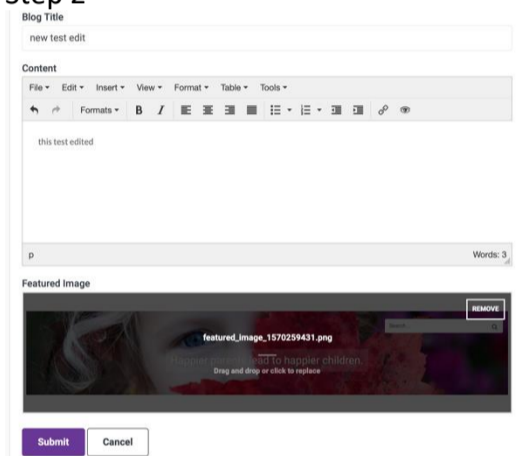 Step 2
Blog Title
new test edit
Content
File Edit Insert View Format Table Tools
Formats B I
this test edited
p Words: 3
Featured Image
REMOVE
Search...
featured_image_1570259431.png
Happier parents lead to happier children.
Drag and drop or click to replace
Submit Cancel